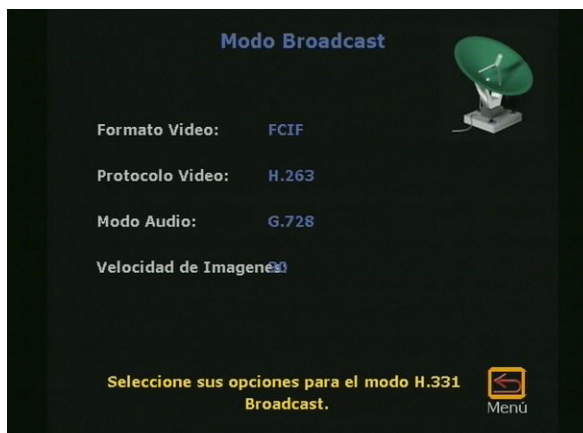 Modo Broadcast
Formato Video: FCIF
Protocolo Video: H.263
Modo Audio: G.728
Velocidad de Imagenes: 30
Seleccione sus opciones para el modo H.331
Broadcast.
Menú